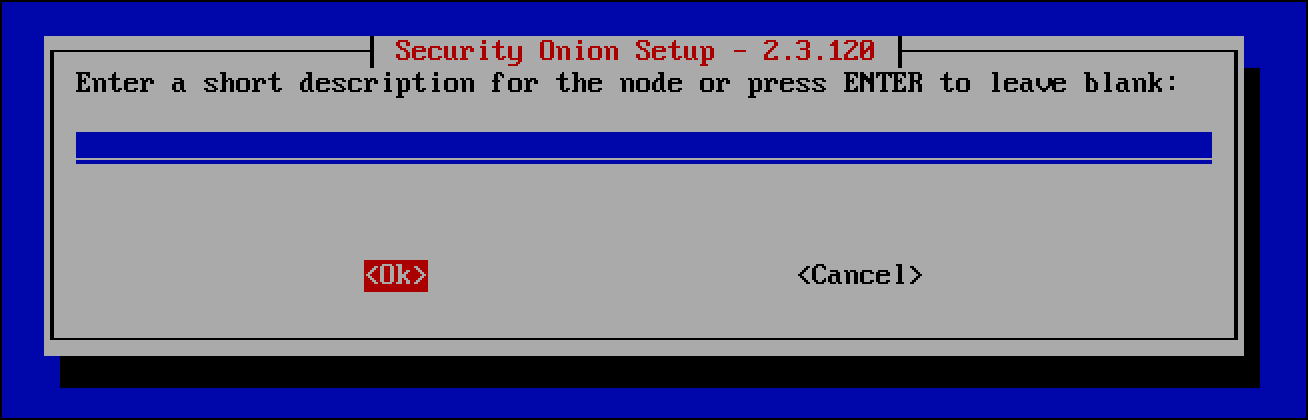 Security Onion Setup - 2.3.120
Enter a short description for the node or press ENTER to leave blank:
<Ok> <Cancel>